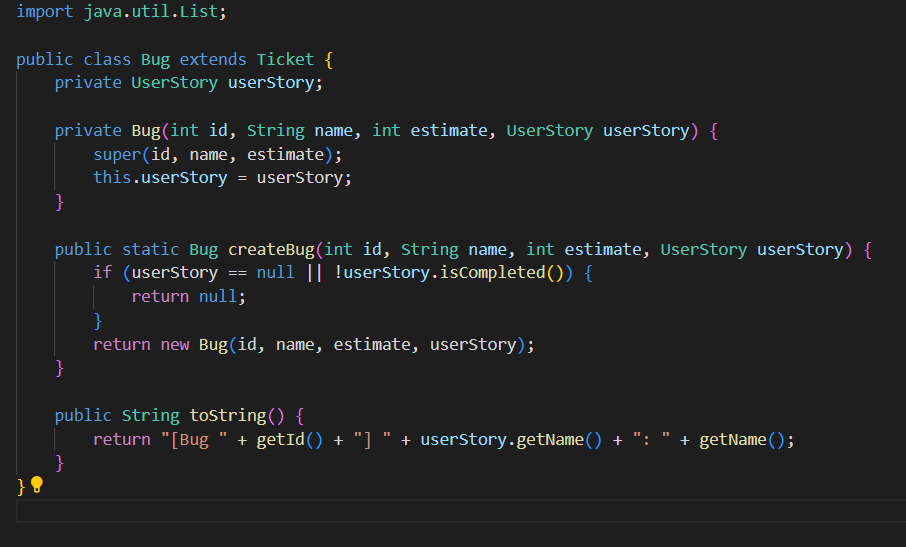 import java.util.List;
public class Bug extends Ticket {
    private UserStory userStory;
    private Bug(int id, String name, int estimate, UserStory userStory) {
        super(id, name, estimate);
        this.userStory = userStory;
    }
    public static Bug createBug(int id, String name, int estimate, UserStory userStory) {
        if (userStory == null || !userStory.isCompleted()) {
            return null;
        }
        return new Bug(id, name, estimate, userStory);
    }
    public String toString() {
        return "[Bug " + getId() + "] " + userStory.getName() + ": " + getName();
    }
}